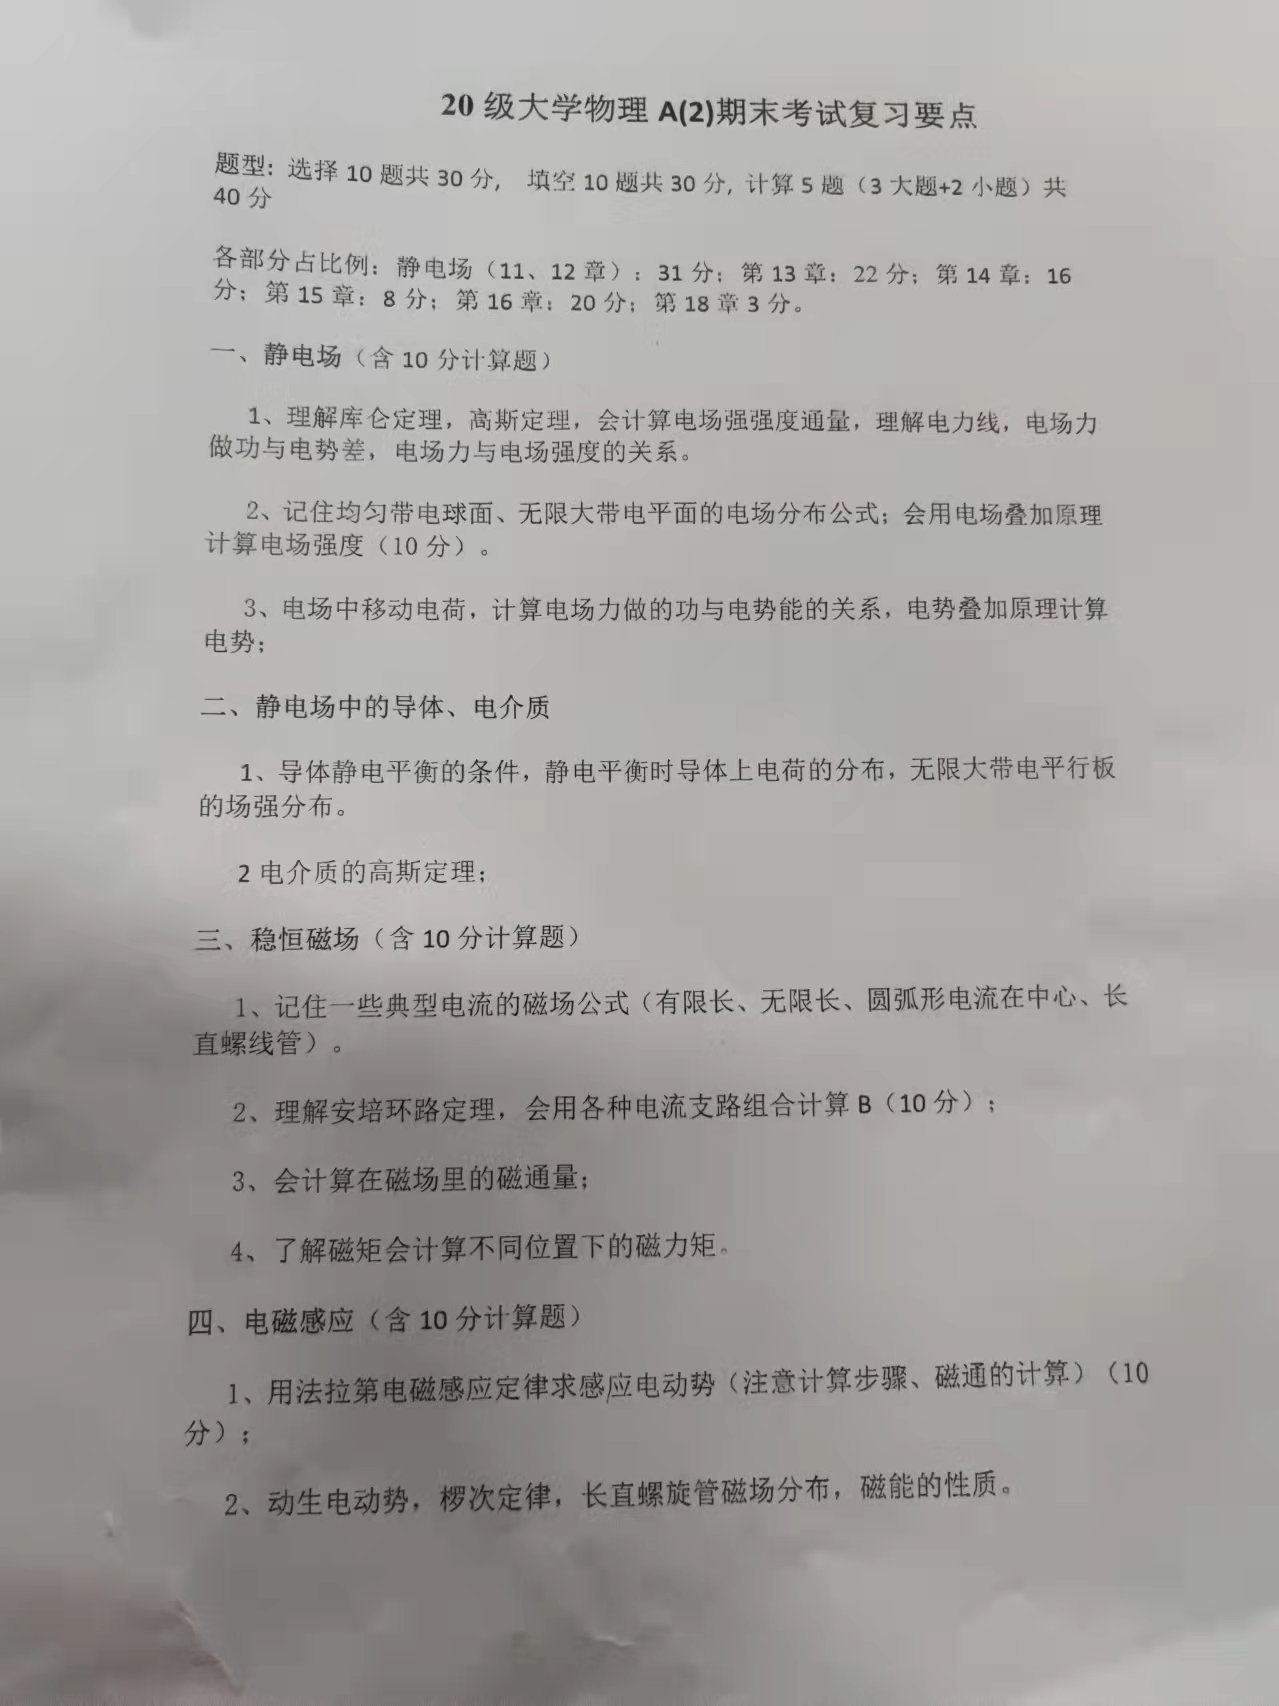 20 级大学物理 A(2)期末考试复习要点
题型: 选择 10 题共 30 分, 填空 10 题共 30 分, 计算 5 题（3 大题+2 小题）共
40 分
各部分占比例: 静电场（11、12 章）: 31 分; 第 13 章: 22 分; 第 14 章: 16
分; 第 15 章: 8 分; 第 16 章: 20 分; 第 18 章 3 分。
一、静电场（含 10 分计算题）
1、理解库仑定理，高斯定理，会计算电场强强度通量，理解电力线，电场力
做功与电势差，电场力与电场强度的关系。
2、记住均匀带电球面、无限大带电平面的电场分布公式; 会用电场叠加原理
计算电场强度（10 分）。
3、电场中移动电荷，计算电场力做的功与电势能的关系，电势叠加原理计算
电势;
二、静电场中的导体、电介质
1、导体静电平衡的条件，静电平衡时导体上电荷的分布，无限大带电平行板
的场强分布。
2 电介质的高斯定理;
三、稳恒磁场（含 10 分计算题）
1、记住一些典型电流的磁场公式（有限长、无限长、圆弧形电流在中心、长
直螺线管）。
2、理解安培环路定理，会用各种电流支路组合计算 B（10 分）;
3、会计算在磁场里的磁通量;
4、了解磁矩会计算不同位置下的磁力矩。
四、电磁感应（含 10 分计算题）
1、用法拉第电磁感应定律求感应电动势（注意计算步骤、磁通的计算）（10
分）;
2、动生电动势，椤次定律，长直螺旋管磁场分布，磁能的性质。